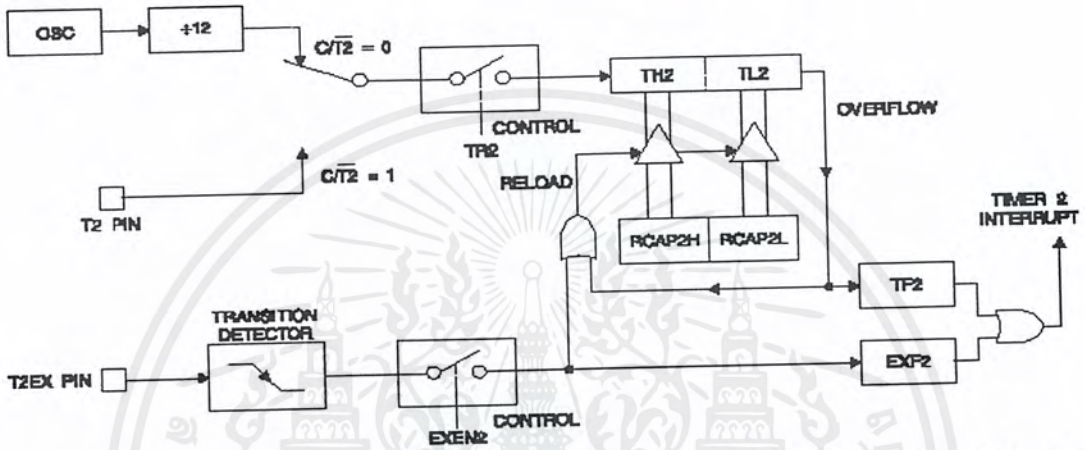 OSC
÷12
C/T2̅ = 0
TH2
TL2
OVERFLOW
CONTROL
TR2
C/T2̅ = 1
T2 PIN
RELOAD
RCAP2H
RCAP2L
TIMER 2
INTERRUPT
TF2
TRANSITION
DETECTOR
T2EX PIN
EXF2
CONTROL
EXEN2